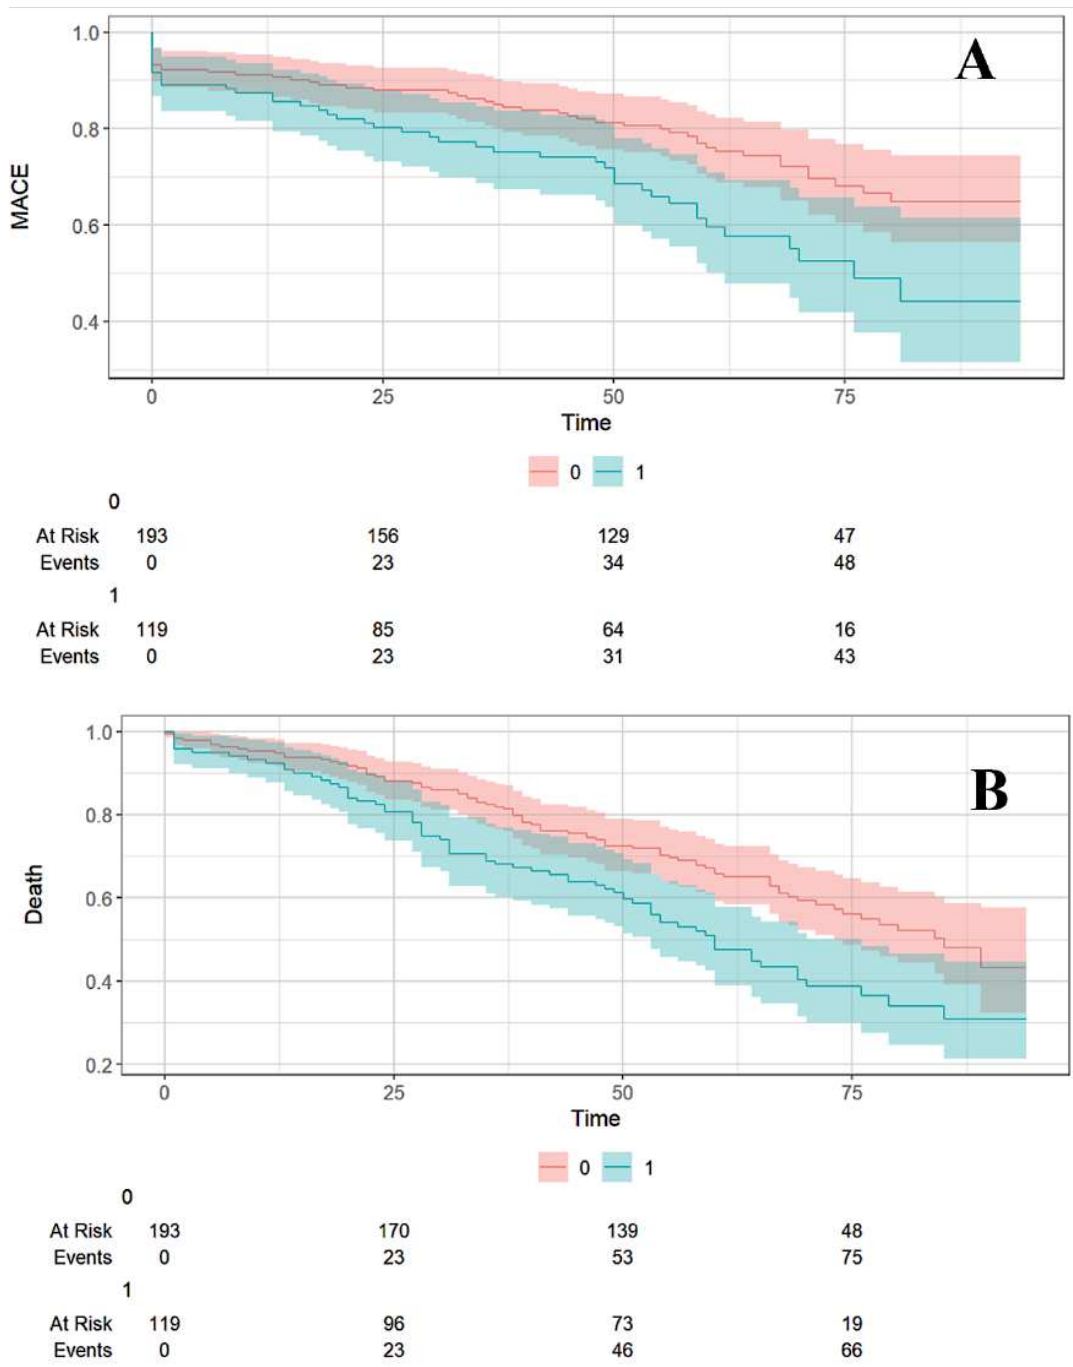 A
1.0
0.8
0.6
0.4
MACE
0 25 50 75
Time
0 1
0
At Risk 193 156 129 47
Events 0 23 34 48
1
At Risk 119 85 64 16
Events 0 23 31 43
B
1.0
0.8
0.6
0.4
0.2
Death
0 25 50 75
Time
0 1
0
At Risk 193 170 139 48
Events 0 23 53 75
1
At Risk 119 96 73 19
Events 0 23 46 66